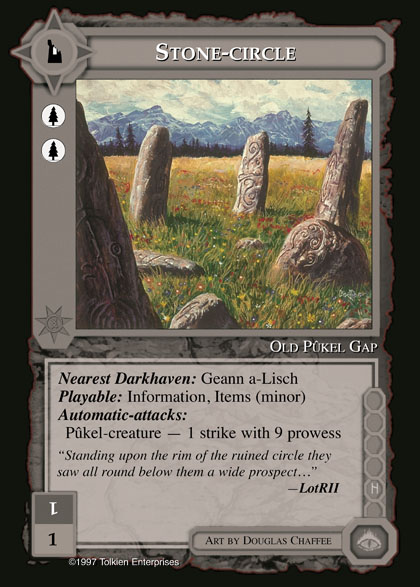 STONE-CIRCLE
OLD PÛKEL GAP
Nearest Darkhaven: Geann a-Lisch
Playable: Information, Items (minor)
Automatic-attacks:
Pûkel-creature — 1 strike with 9 prowess
“Standing upon the rim of the ruined circle they
saw all round below them a wide prospect…”
—LotRII
H
1
1
ART BY DOUGLAS CHAFFEE
©1997 Tolkien Enterprises